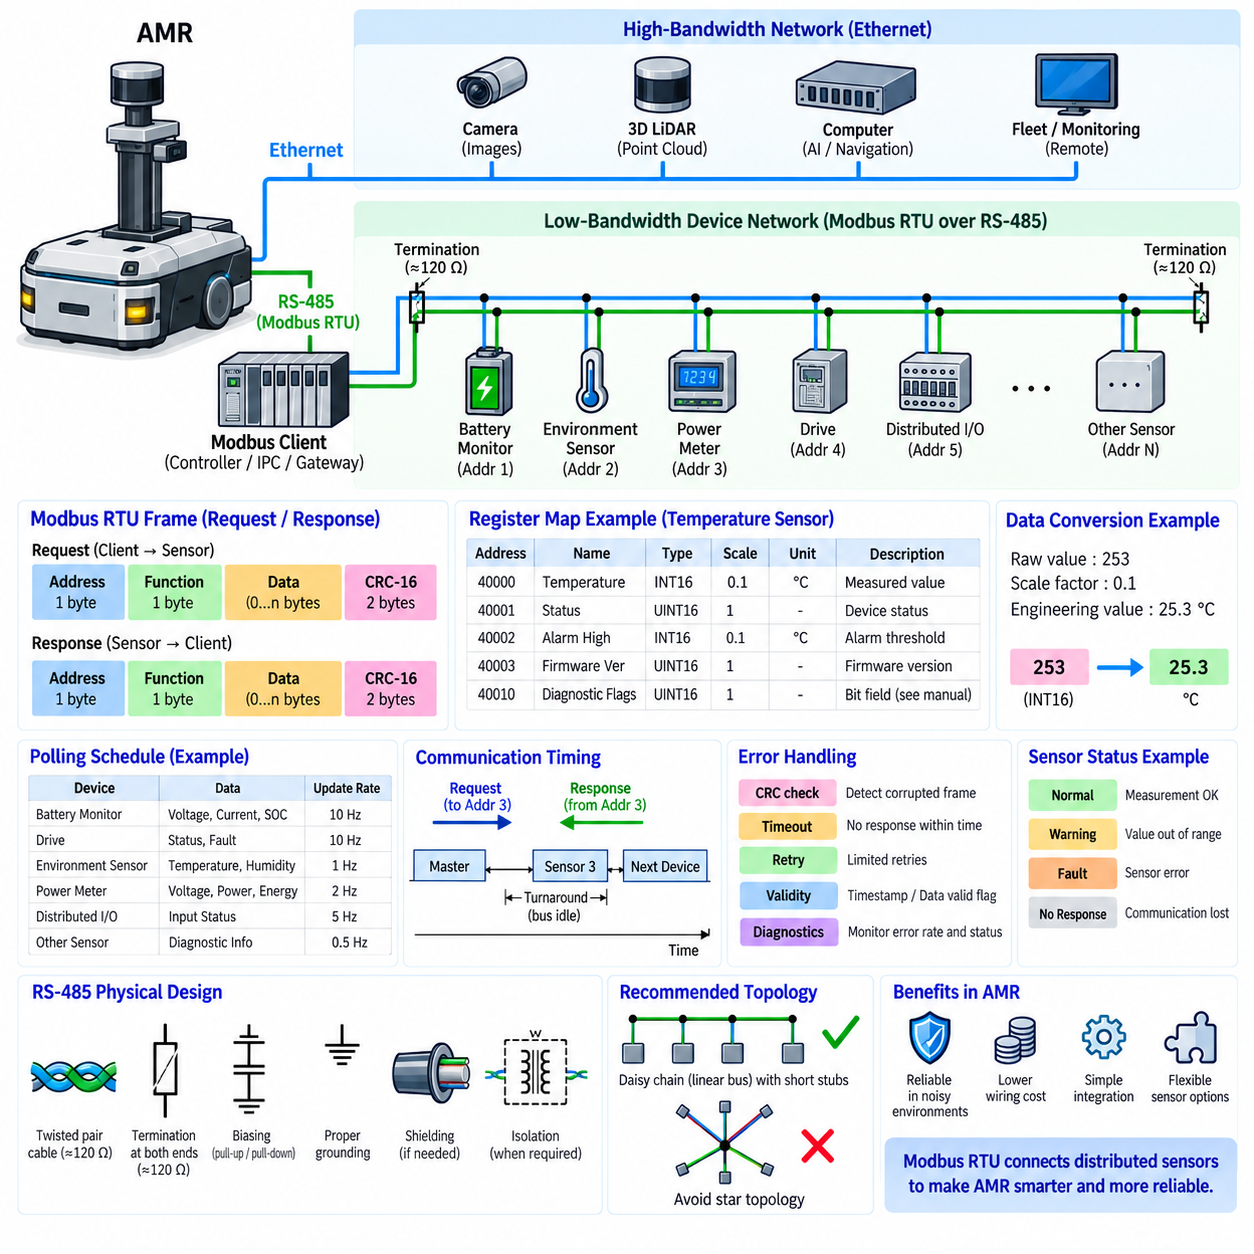 AMR
High-Bandwidth Network (Ethernet)
Camera
(Images)
3D LiDAR
(Point Cloud)
Computer
(AI / Navigation)
Fleet / Monitoring
(Remote)
Ethernet
Low-Bandwidth Device Network (Modbus RTU over RS-485)
Termination
(≈120 Ω)
Termination
(≈120 Ω)
RS-485
(Modbus RTU)
Modbus Client
(Controller / IPC / Gateway)
Battery
Monitor
(Addr 1)
Environment
Sensor
(Addr 2)
1234
Power
Meter
(Addr 3)
Drive
(Addr 4)
Distributed I/O
(Addr 5)
Other Sensor
(Addr N)
Modbus RTU Frame (Request / Response)
Request (Client → Sensor)
Address
1 byte
Function
1 byte
Data
(0...n bytes
CRC-16
2 bytes
Response (Sensor → Client)
Address
1 byte
Function
1 byte
Data
(0...n bytes
CRC-16
2 bytes
Register Map Example (Temperature Sensor)
Address Name Type Scale Unit Description
40000 Temperature INT16 0.1 °C Measured value
40001 Status UINT16 1 - Device status
40002 Alarm High INT16 0.1 °C Alarm threshold
40003 Firmware Ver UINT16 1 - Firmware version
40010 Diagnostic Flags UINT16 1 - Bit field (see manual)
Data Conversion Example
Raw value : 253
Scale factor : 0.1
Engineering value : 25.3 °C
253
(INT16)
25.3
°C
Polling Schedule (Example)
Device Data Update Rate
Battery Monitor Voltage, Current, SOC 10 Hz
Drive Status, Fault 10 Hz
Environment Sensor Temperature, Humidity 1 Hz
Power Meter Voltage, Power, Energy 2 Hz
Distributed I/O Input Status 5 Hz
Other Sensor Diagnostic Info 0.5 Hz
Communication Timing
Request
(to Addr 3)
Response
(from Addr 3)
Master
Sensor 3
Next Device
Turnaround
(bus idle)
Time
Error Handling
CRC check Detect corrupted frame
Timeout No response within time
Retry Limited retries
Validity Timestamp / Data valid flag
Diagnostics Monitor error rate and status
Sensor Status Example
Normal Measurement OK
Warning Value out of range
Fault Sensor error
No Response Communication lost
RS-485 Physical Design
Twisted pair
cable (≈120 Ω)
Termination
at both ends
(≈120 Ω)
Biasing
(pull-up / pull-down)
Proper
grounding
Shielding
(if needed)
W
Isolation
(when required)
Recommended Topology
Daisy chain (linear bus) with short stubs
Avoid star topology
Benefits in AMR
Reliable
in noisy
environments
Lower
wiring cost
Simple
integration
Flexible
sensor options
Modbus RTU connects distributed sensors
to make AMR smarter and more reliable.